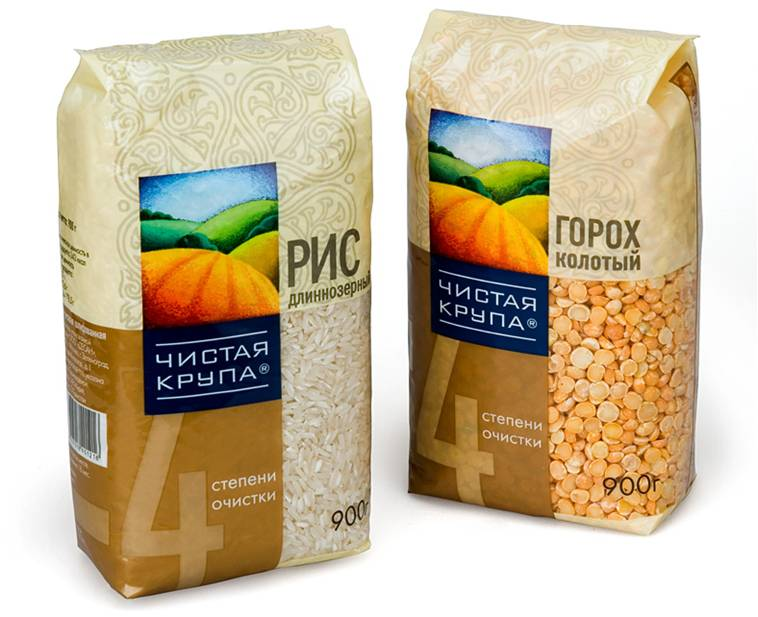 РИС
длиннозерный
ЧИСТАЯ
КРУПА®
4
степени
очистки
900г
ГОРОХ
колотый
ЧИСТАЯ
КРУПА®
4
степени
очистки
900г